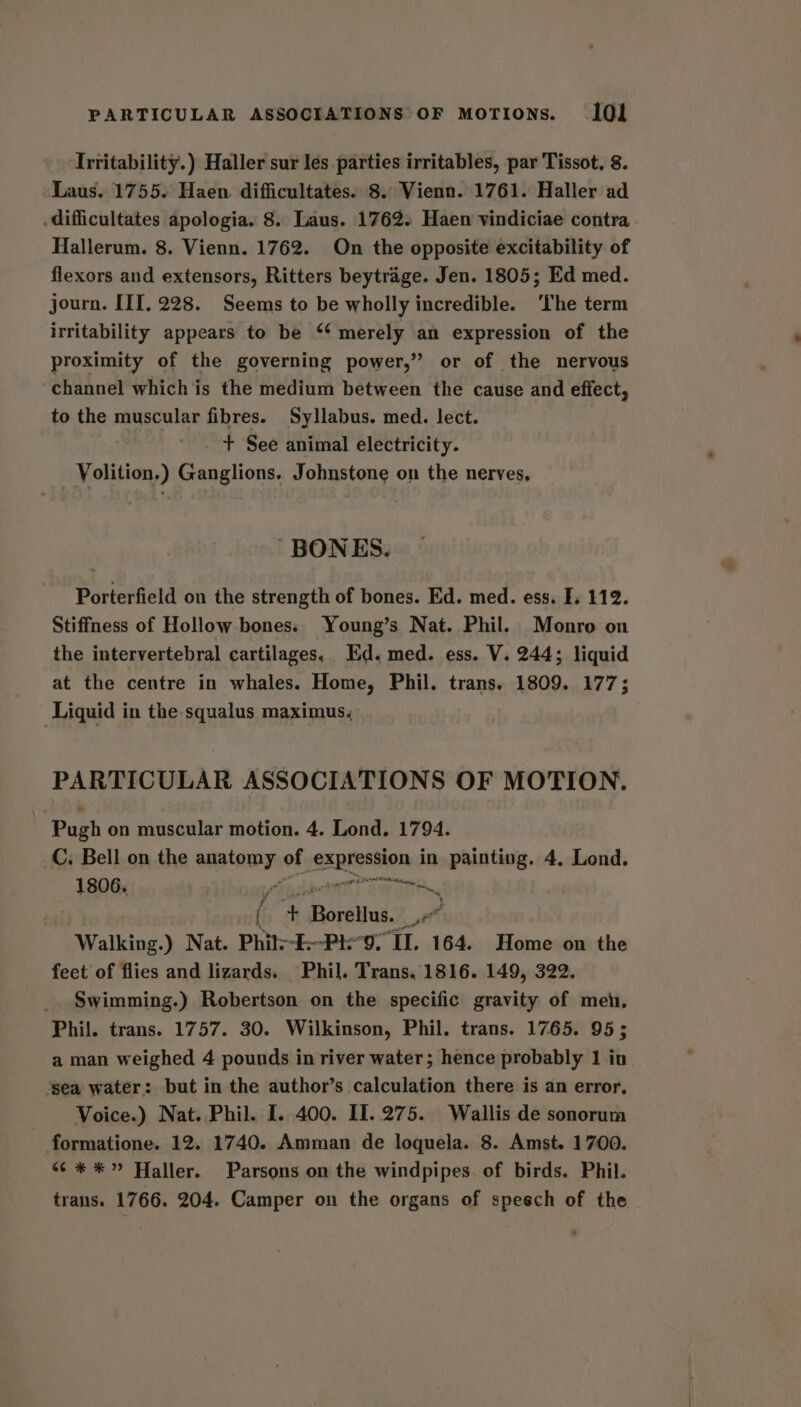 PARTICULAR ASSOCIATIONS OF MOTIONS. 101
Irritability.) Haller sur les parties irritables, par Tissot. 8.
Laus. 1755. Haen difficultates. 8. Vienn. 1761. Haller ad
difficultates apologia. 8. Laus. 1762. Haen vindiciae contra
Hallerum. 8. Vienn. 1762. On the opposite excitability of
flexors and extensors, Ritters beyträge. Jen. 1805; Ed med.
journ. III. 228. Seems to be wholly incredible. The term
irritability appears to be “ merely an expression of the
proximity of the governing power,” or of the nervous
channel which is the medium between the cause and effect,
to the muscular fibres. Syllabus. med. lect.
+ See animal electricity.
Volition.) Ganglions. Johnstone on the nerves.
BONES.
Porterfield on the strength of bones. Ed. med. ess. I. 112.
Stiffness of Hollow bones. Young’s Nat. Phil. Monro on
the intervertebral cartilages. Ed. med. ess. V. 244; liquid
at the centre in whales. Home, Phil. trans. 1809. 177;
Liquid in the squalus maximus.
PARTICULAR ASSOCIATIONS OF MOTION.
Pugh on muscular motion. 4. Lond. 1794.
C. Bell on the anatomy of expression in painting. 4. Lond.
1806.
+ Borellus.
Walking.) Nat. Phil. I. Pl. 9. II. 164. Home on the
feet of flies and lizards. Phil. Trans. 1816. 149, 322.
Swimming.) Robertson on the specific gravity of men.
Phil. trans. 1757. 30. Wilkinson, Phil. trans. 1765. 95;
a man weighed 4 pounds in river water; hence probably 1 in
sea water: but in the author’s calculation there is an error.
Voice.) Nat. Phil. I. 400. II. 275. Wallis de sonorum
formatione. 12. 1740. Amman de loquela. 8. Amst. 1700.
“ * * ” Haller. Parsons on the windpipes of birds. Phil.
trans. 1766. 204. Camper on the organs of speech of the